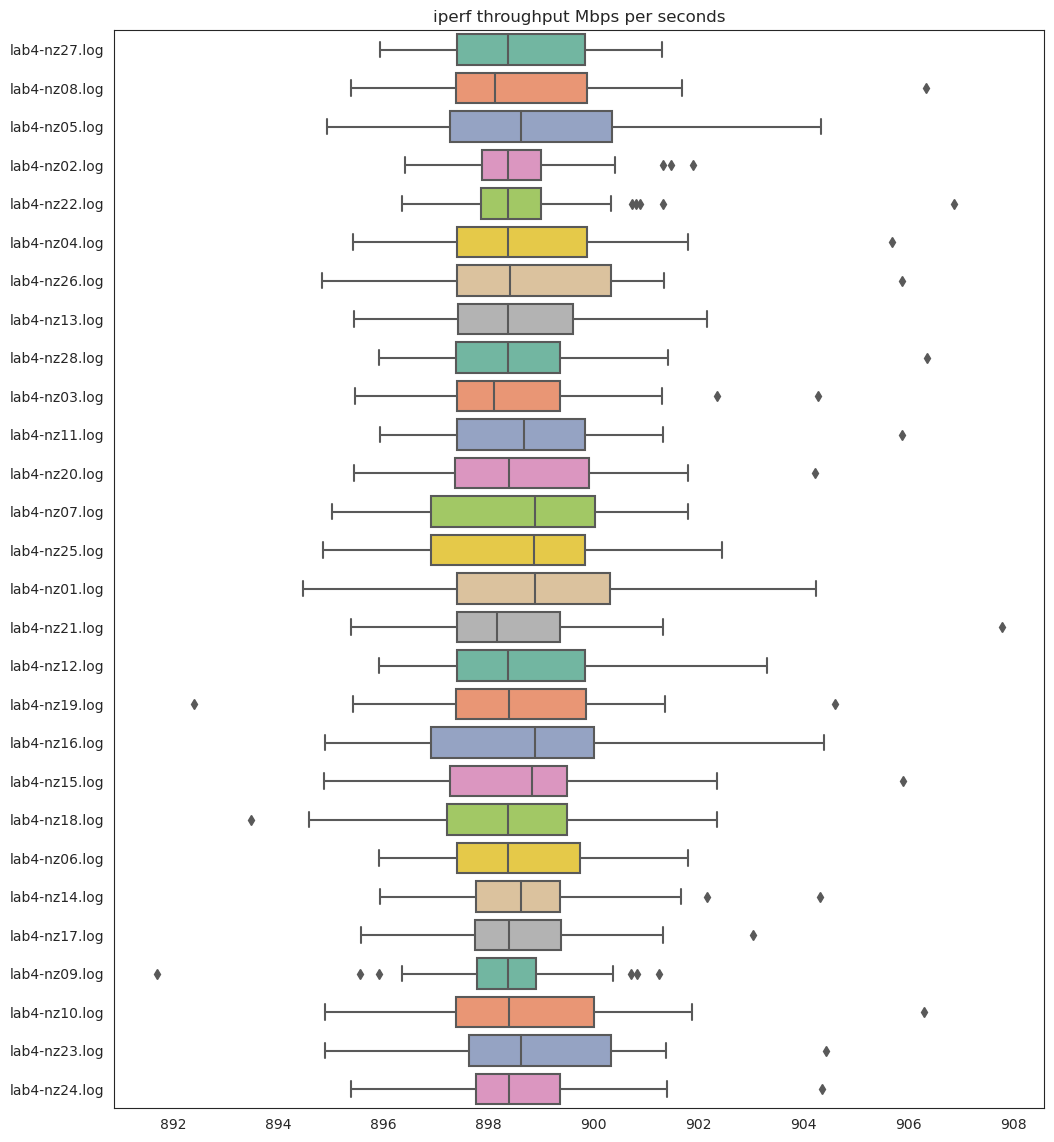 iperf throughput Mbps per seconds
lab4-nz27.log
lab4-nz08.log
lab4-nz05.log
lab4-nz02.log
lab4-nz22.log
lab4-nz04.log
lab4-nz26.log
lab4-nz13.log
lab4-nz28.log
lab4-nz03.log
lab4-nz11.log
lab4-nz20.log
lab4-nz07.log
lab4-nz25.log
lab4-nz01.log
lab4-nz21.log
lab4-nz12.log
lab4-nz19.log
lab4-nz16.log
lab4-nz15.log
lab4-nz18.log
lab4-nz06.log
lab4-nz14.log
lab4-nz17.log
lab4-nz09.log
lab4-nz10.log
lab4-nz23.log
lab4-nz24.log
892 894 896 898 900 902 904 906 908